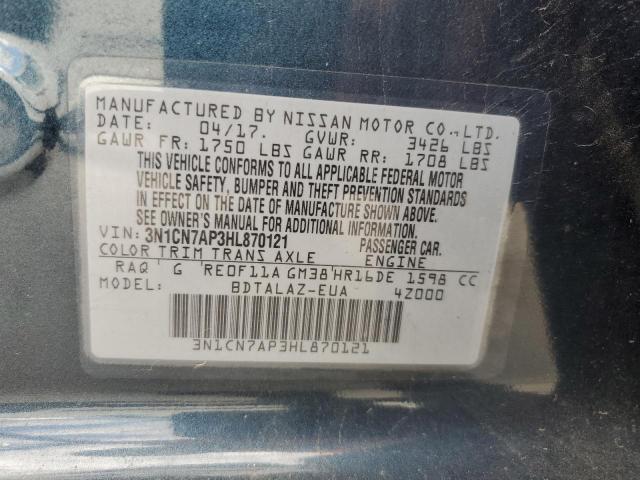 MANUFACTURED BY NISSAN MOTOR CO.,LTD.
DATE: 04/17. GVWR: 3426 LBS
GAWR FR: 1750 LBS GAWR RR: 1708 LBS
THIS VEHICLE CONFORMS TO ALL APPLICABLE FEDERAL MOTOR
VEHICLE SAFETY, BUMPER AND THEFT PREVENTION STANDARDS
IN EFFECT ON THE DATE OF MANUFACTURE SHOWN ABOVE.
SEE OWNER'S MANUAL FOR ADDITIONAL INFORMATION.
VIN: 3N1CN7AP3HL870121 PASSENGER CAR.
COLOR TRIM TRANS AXLE ENGINE
RAQ G RE0F11A GM38 HR16DE 1598 CC
MODEL: BDTALAZ-EUA 4Z000
3N1CN7AP3HL870121